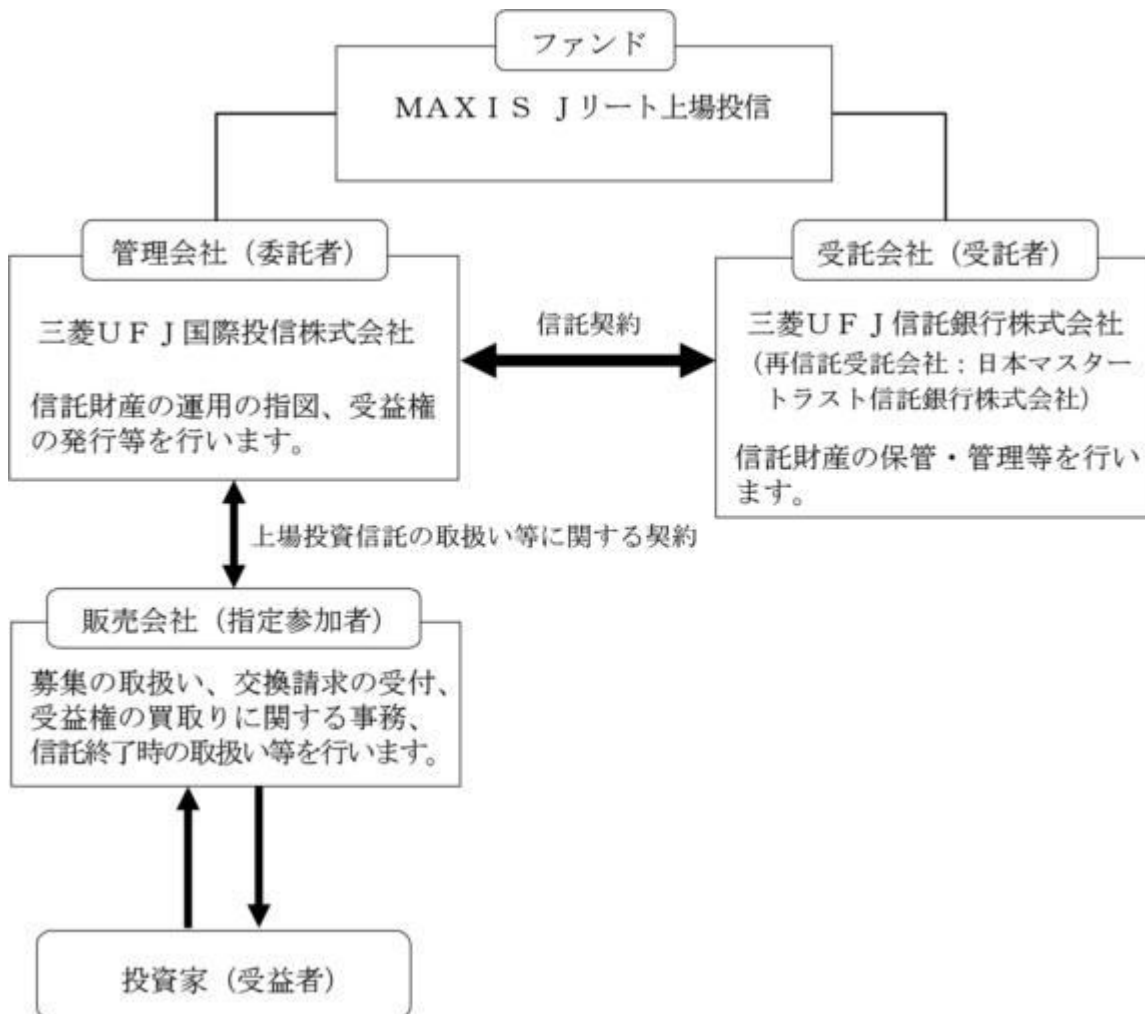 ファンド
ＭＡＸＩＳ Ｊリート上場投信
管理会社（委託者）
三菱ＵＦＪ国際投信株式会社
信託財産の運用の指図、受益権
の発行等を行います。
信託契約
受託会社（受託者）
三菱ＵＦＪ信託銀行株式会社
（再信託受託会社：日本マスター
トラスト信託銀行株式会社）
信託財産の保管・管理等を行い
ます。
上場投資信託の取扱い等に関する契約
販売会社（指定参加者）
募集の取扱い、交換請求の受付、
受益権の買取りに関する事務、
信託終了時の取扱い等を行います。
投資家（受益者）